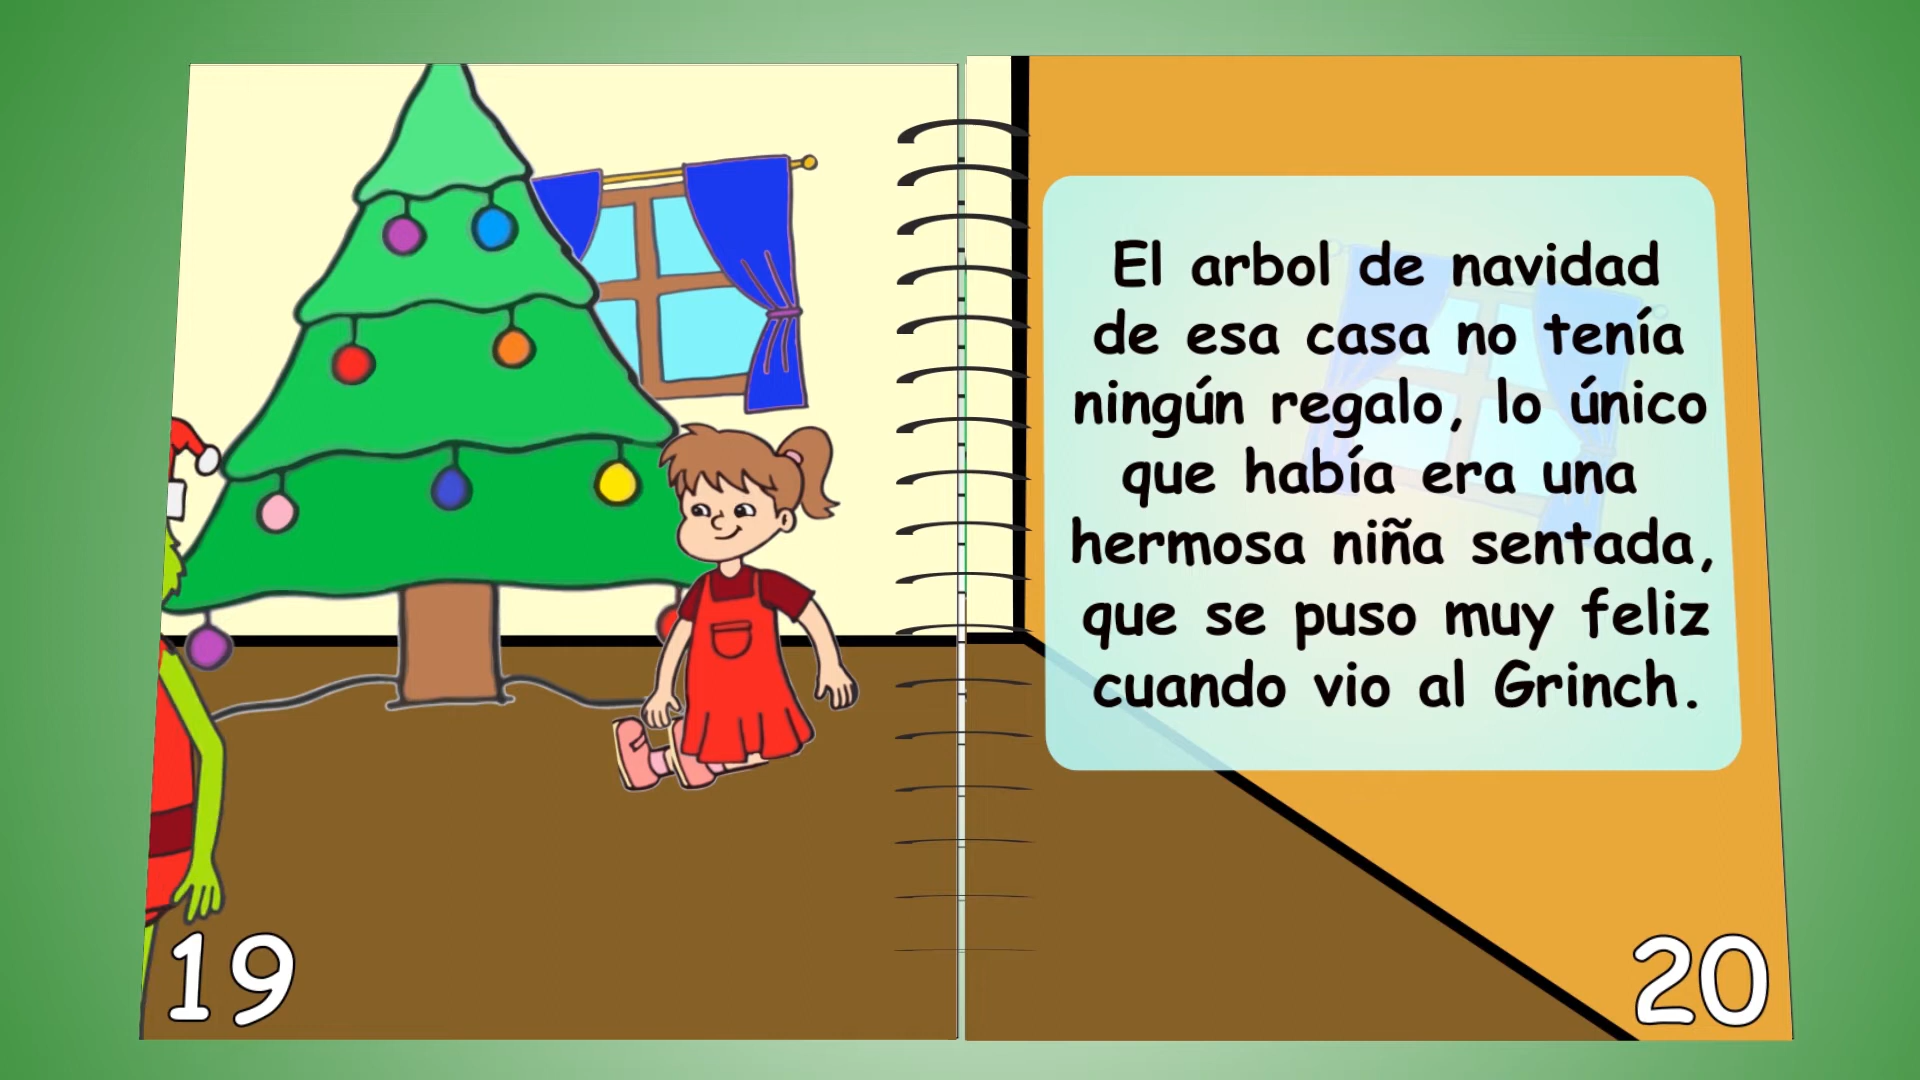 El arbol de navidad
de esa casa no tenía
ningún regalo, lo único
que había era una
hermosa niña sentada,
que se puso muy feliz
cuando vio al Grinch.
19
20